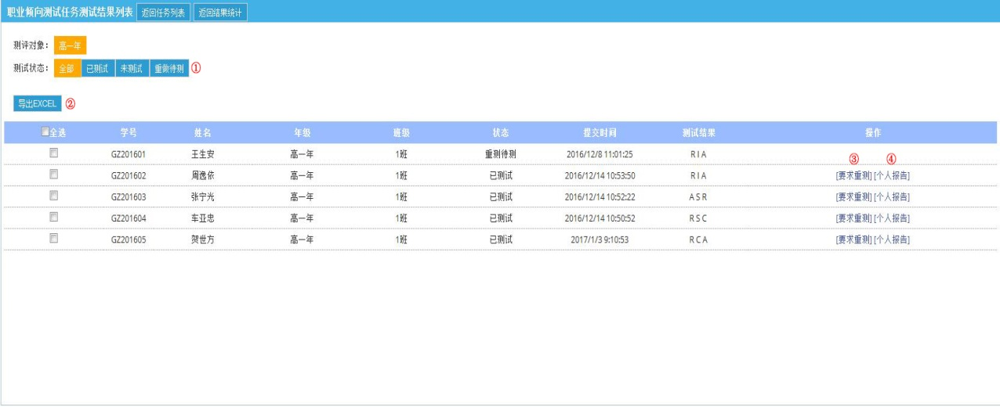 职业倾向测试任务测试结果列表 返回任务列表 返回结果统计
测评对象： 高一年
测试状态： 全部 已测试 未测试 重做待测 ①
导出EXCEL ②
全选 学号 姓名 年级 班级 状态 提交时间 测试结果 操作
GZ201601 王生安 高一年 1班 重测待测 2016/12/8 11:01:25 R I A
③ ④
GZ201602 周逸依 高一年 1班 已测试 2016/12/14 10:53:50 R I A [要求重测] [个人报告]
GZ201603 张宁光 高一年 1班 已测试 2016/12/14 10:52:22 A S R [要求重测] [个人报告]
GZ201604 车亚忠 高一年 1班 已测试 2016/12/14 10:50:52 R S C [要求重测] [个人报告]
GZ201605 贺世方 高一年 1班 已测试 2017/1/3 9:10:53 R C A [要求重测] [个人报告]